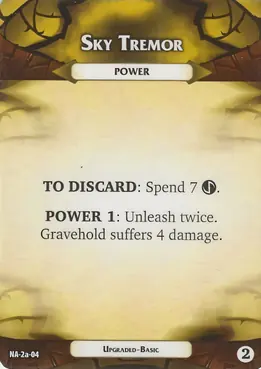 SKY TREMOR
POWER
TO DISCARD: Spend 7 .
POWER 1: Unleash twice.
Gravehold suffers 4 damage.
NA-2a-04
UPGRADED-BASIC
2